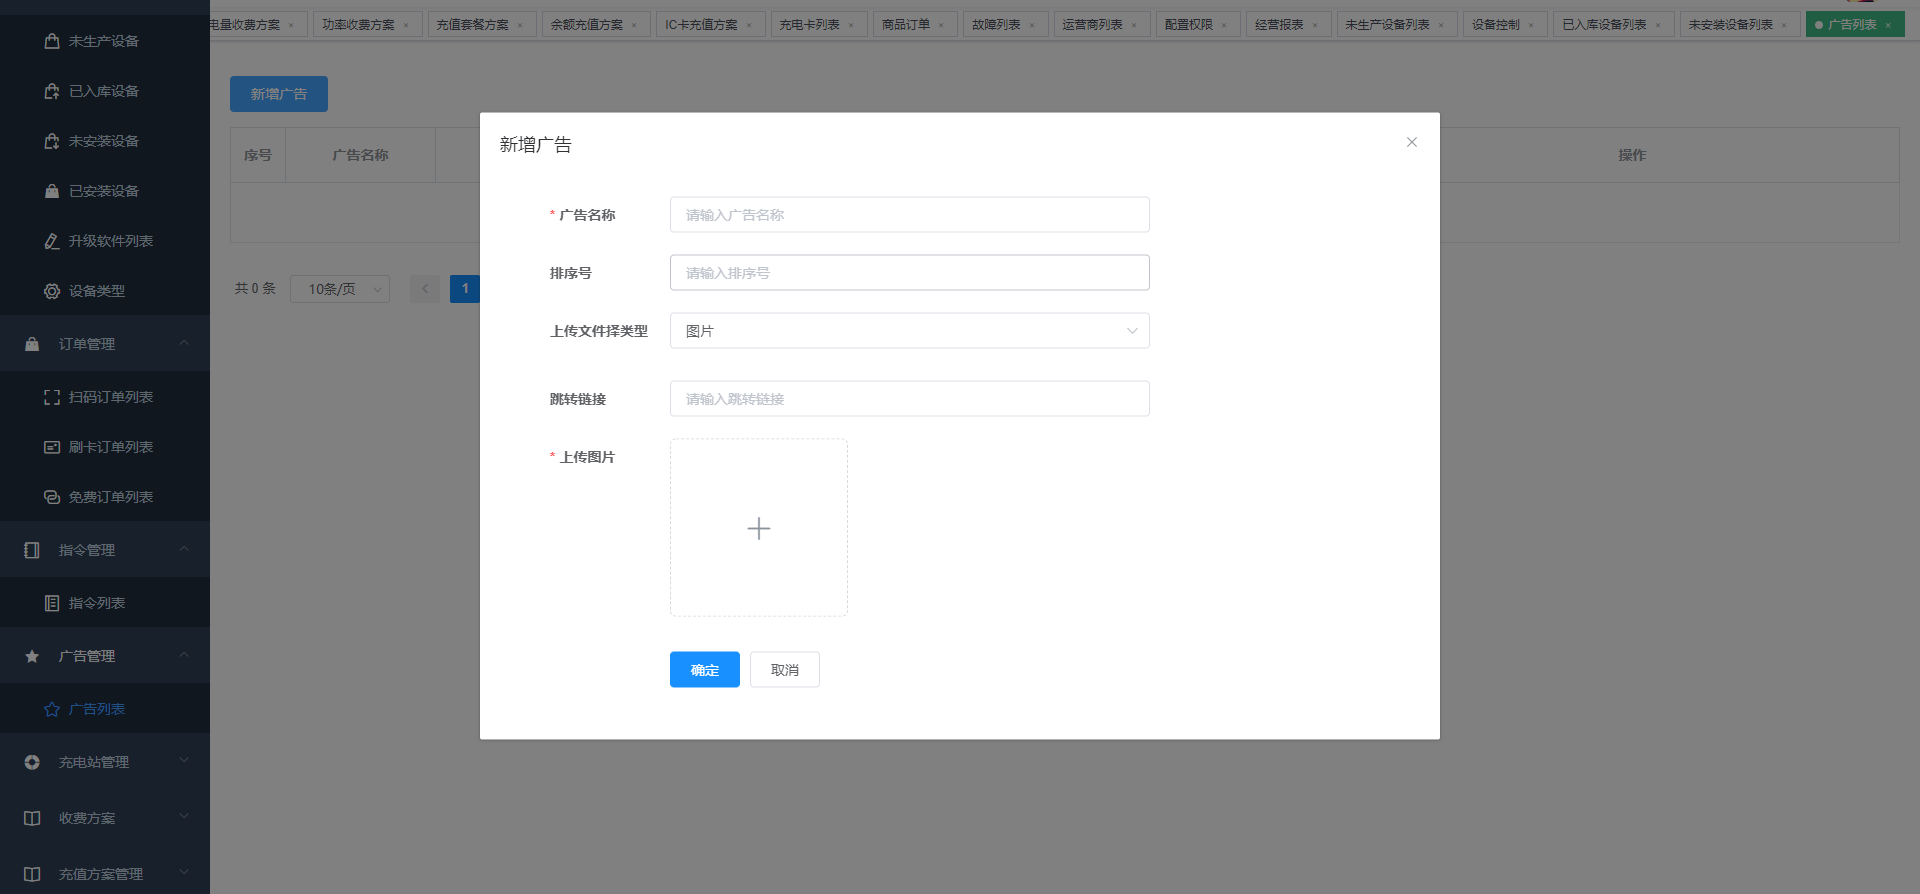 电量收费方案 ×
功率收费方案 ×
充值套餐方案 ×
余额充值方案 ×
IC卡充值方案 ×
充电卡列表 ×
商品订单 ×
故障列表 ×
运营商列表 ×
配置权限 ×
经营报表 ×
未生产设备列表 ×
设备控制 ×
已入库设备列表 ×
未安装设备列表 ×
广告列表 ×
未生产设备
已入库设备
未安装设备
已安装设备
升级软件列表
设备类型
订单管理
扫码订单列表
刷卡订单列表
免费订单列表
指令管理
指令列表
广告管理
广告列表
充电站管理
收费方案
充值方案管理
新增广告
序号
广告名称
操作
共 0 条
10条/页
1
新增广告
* 广告名称
请输入广告名称
排序号
请输入排序号
上传文件择类型
图片
跳转链接
请输入跳转链接
* 上传图片
确定
取消